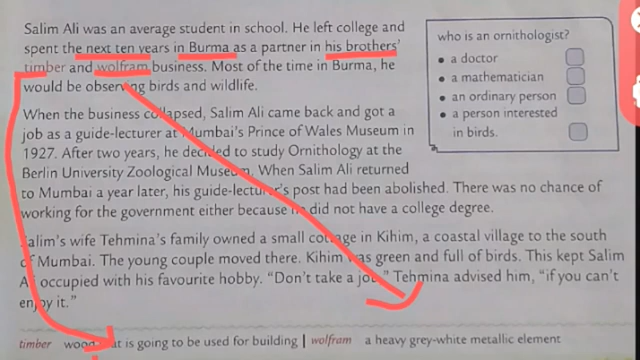 Salim Ali was an average student in school. He left college and
spent the next ten years in Burma as a partner in his brothers'
timber and wolfram business. Most of the time in Burma, he
would be observing birds and wildlife.
When the business collapsed, Salim Ali came back and got a
job as a guide-lecturer at Mumbai's Prince of Wales Museum in
1927. After two years, he decided to study Ornithology at the
Berlin University Zoological Museum. When Salim Ali returned
to Mumbai a year later, his guide-lecturer's post had been abolished. There was no chance of
working for the government either because he did not have a college degree.
Salim's wife Tehmina's family owned a small cottage in Kihim, a coastal village to the south
of Mumbai. The young couple moved there. Kihim was green and full of birds. This kept Salim
Ali occupied with his favourite hobby. "Don't take a job," Tehmina advised him, "if you can't
enjoy it."
who is an ornithologist?
• a doctor
• a mathematician
• an ordinary person
• a person interested
in birds.
timber wood that is going to be used for building | wolfram a heavy grey-white metallic element